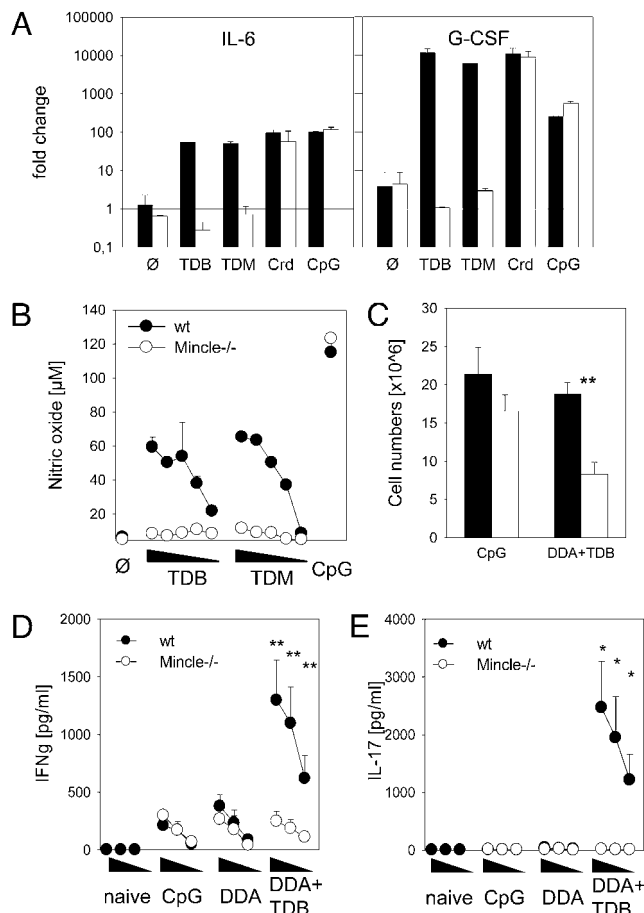 A
IL-6
G-CSF
fold change
100000
10000
1000
100
10
1
0,1
Ø TDB TDM Crd CpG Ø TDB TDM Crd CpG
B
wt
Mincle-/-
Nitric oxide [µM]
140
120
100
80
60
40
20
Ø TDB TDM CpG
C
Cell numbers [x10^6]
30
25
20
15
10
5
0
**
CpG DDA+TDB
D
wt
Mincle-/-
IFNg [pg/ml]
2000
1500
1000
500
0
** ** **
naive CpG DDA DDA+
TDB
E
wt
Mincle-/-
IL-17 [pg/ml]
4000
3000
2000
1000
0
* * *
naive CpG DDA DDA+
TDB